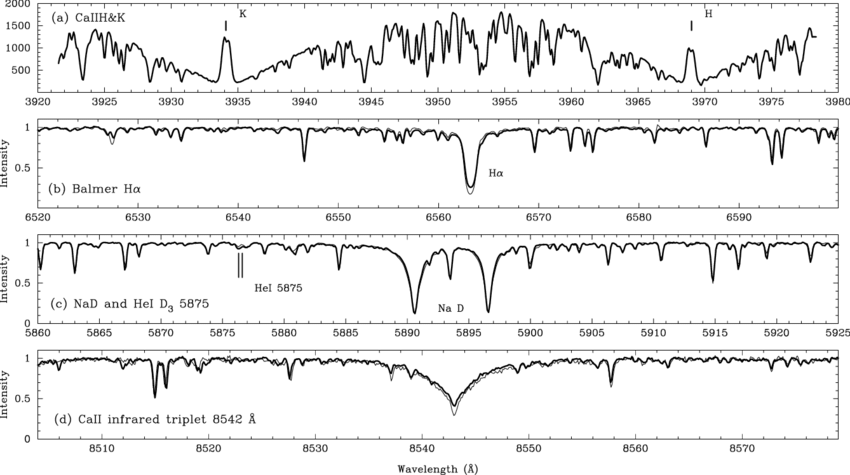 2000
(a) CaIIH&K
K
H
1500
1000
500
3920 3925 3930 3935 3940 3945 3950 3955 3960 3965 3970 3975 3980
1
Intensity
0.5
Hα
(b) Balmer Hα
6520 6530 6540 6550 6560 6570 6580 6590
1
Intensity
0.5
HeI 5875
(c) NaD and HeI D3 5875
Na D
0
5860 5865 5870 5875 5880 5885 5890 5895 5900 5905 5910 5915 5920 5925
1
Intensity
0.5
(d) CaII infrared triplet 8542 Å
0
8510 8520 8530 8540 8550 8560 8570
Wavelength (Å)